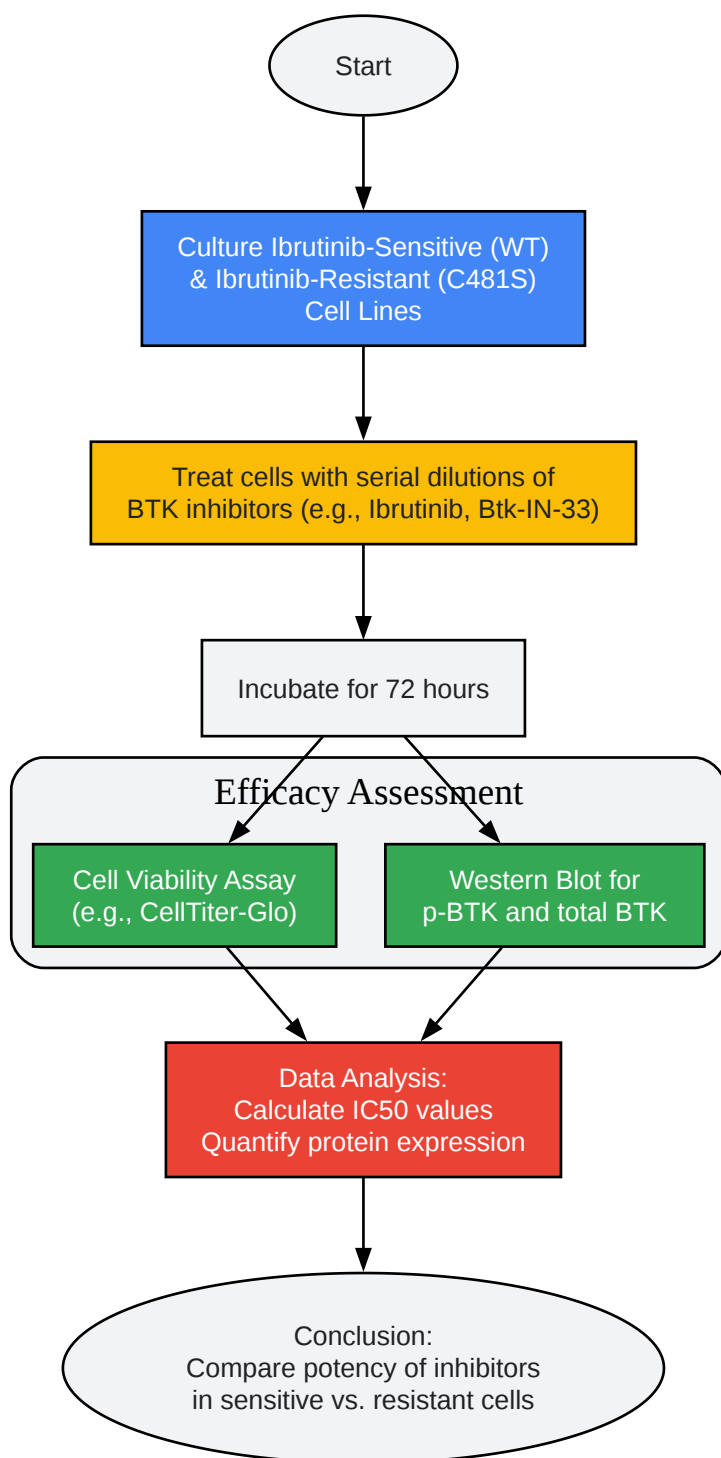 Start
Culture Ibrutinib-Sensitive (WT)
& Ibrutinib-Resistant (C481S)
Cell Lines
Treat cells with serial dilutions of
BTK inhibitors (e.g., Ibrutinib, Btk-IN-33)
Incubate for 72 hours
Efficacy Assessment
Cell Viability Assay
(e.g., CellTiter-Glo)
Western Blot for
p-BTK and total BTK
Data Analysis:
Calculate IC50 values
Quantify protein expression
Conclusion:
Compare potency of inhibitors
in sensitive vs. resistant cells